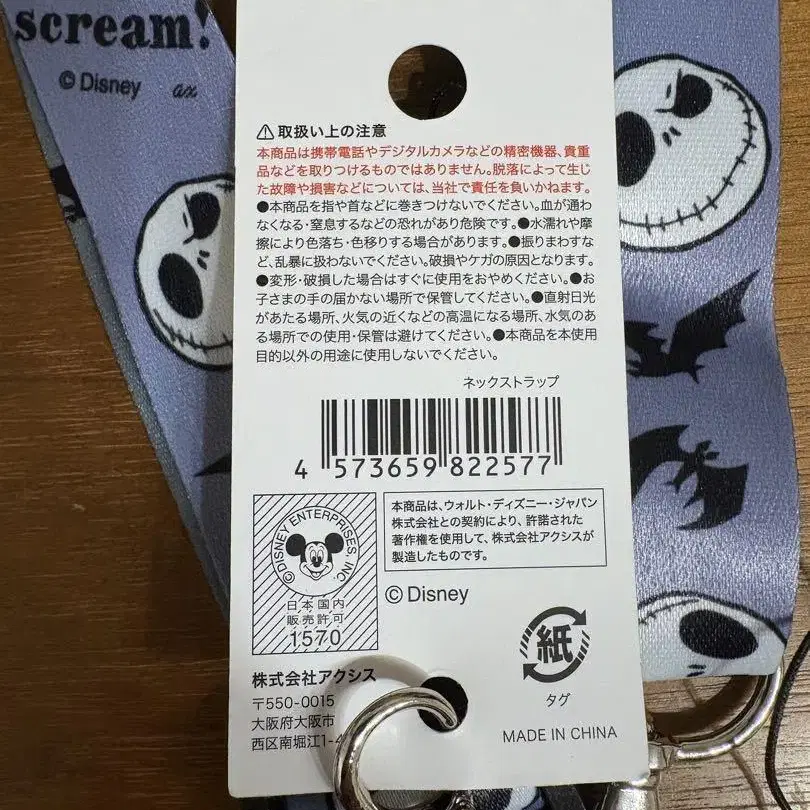 scream!
© Disney ax
⚠取扱い上の注意
本商品は携帯電話やデジタルカメラなどの精密機器、貴重
品などを取りつけるものではありません。脱落によって生じ
た故障や損害などについては、当社で責任を負いかねます。
●本商品を指や首などに巻きつけないでください。血が通わ
なくなる・窒息するなどの恐れがあり危険です。●水濡れや摩
擦により色落ち・色移りする場合があります。●振りまわすな
ど、乱暴に扱わないでください。破損やケガの原因となります。
●変形・破損した場合はすぐに使用をおやめください。●お
子さまの手の届かない場所で保管してください。●直射日光
があたる場所、火気の近くなどの高温になる場所、水気のあ
る場所での使用・保管は避けてください。●本商品を本使用
目的以外の用途に使用しないでください。
ネックストラップ
4 573659 822577
©DISNEY ENTERPRISES, INC.
日本国内
販売許可
1570
本商品は、ウォルト・ディズニー・ジャパン
株式会社との契約により、許諾された
著作権を使用して、株式会社アクシスが
製造したものです。
© Disney
紙
タグ
株式会社アクシス
〒550-0015
大阪府大阪市
西区南堀江1-4
MADE IN CHINA